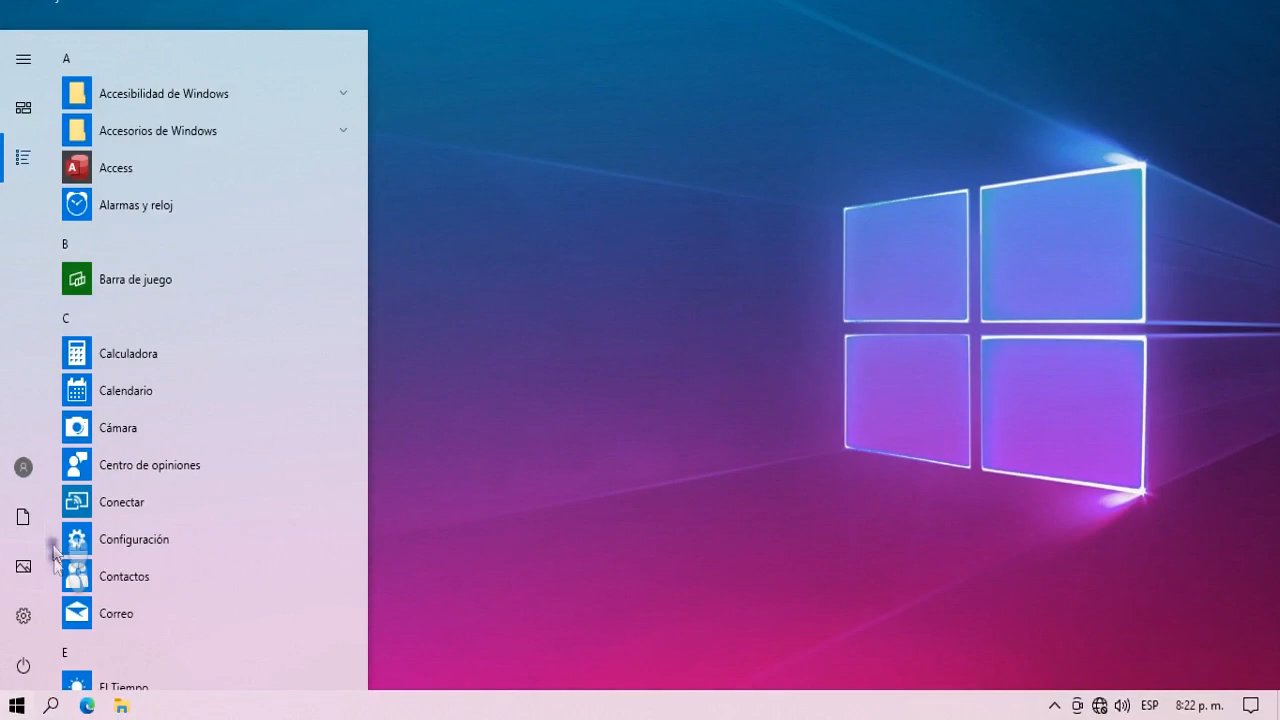 A
Accesibilidad de Windows
Accesorios de Windows
Access
Alarmas y reloj
B
Barra de juego
C
Calculadora
Calendario
Cámara
Centro de opiniones
Conectar
Configuración
Contactos
Correo
E
El Tiempo
ESP
8:22 p. m.